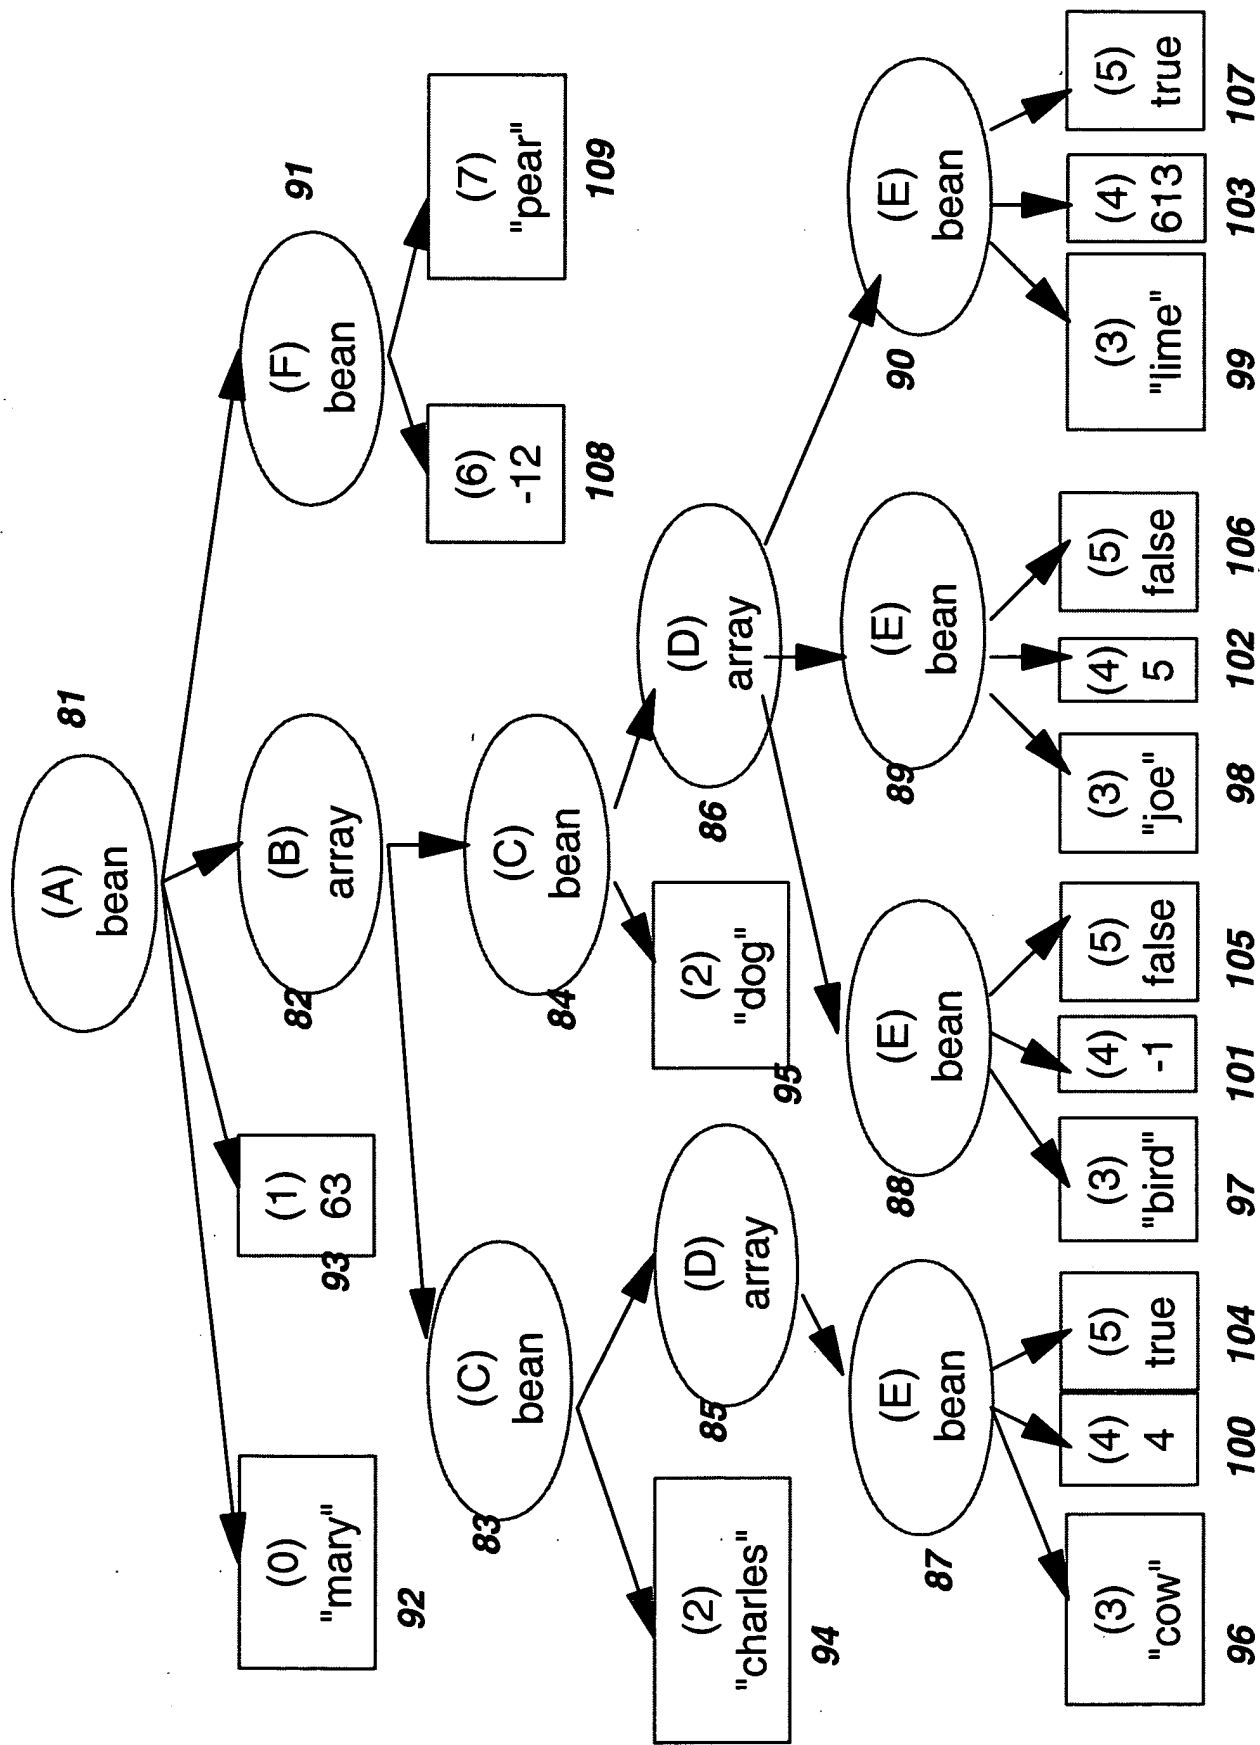 (A)
bean
81
(0)
"mary"
92
(1)
63
93
(B)
array
82
(F)
bean
91
(C)
bean
83
(C)
bean
84
(6)
-12
108
(7)
"pear"
109
(2)
"charles"
94
(D)
array
85
(2)
"dog"
95
(D)
array
86
(E)
bean
87
(E)
bean
88
(E)
bean
89
(E)
bean
90
(3)
"cow"
96
(4)
4
100
(5)
true
104
(3)
"bird"
97
(4)
-1
101
(5)
false
105
(3)
"joe"
98
(4)
5
102
(5)
false
106
(3)
"lime"
99
(4)
613
103
(5)
true
107